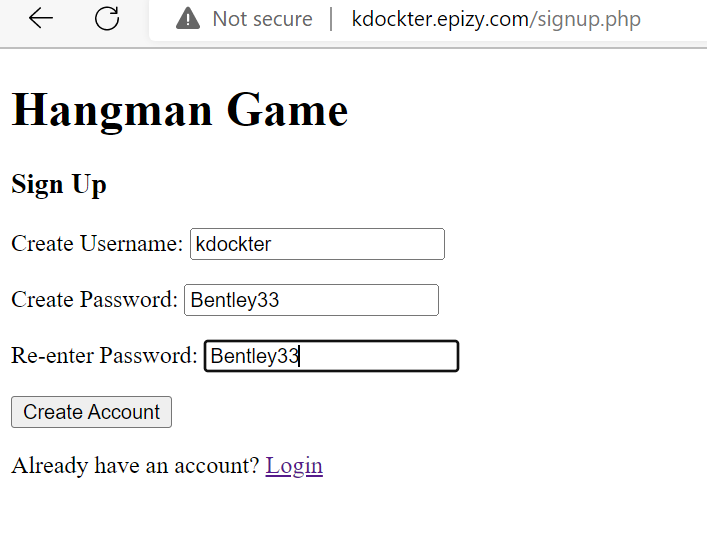 Not secure | kdockter.epizy.com/signup.php
Hangman Game
Sign Up
Create Username: kdockter
Create Password: Bentley33
Re-enter Password: Bentley33
Create Account
Already have an account? Login